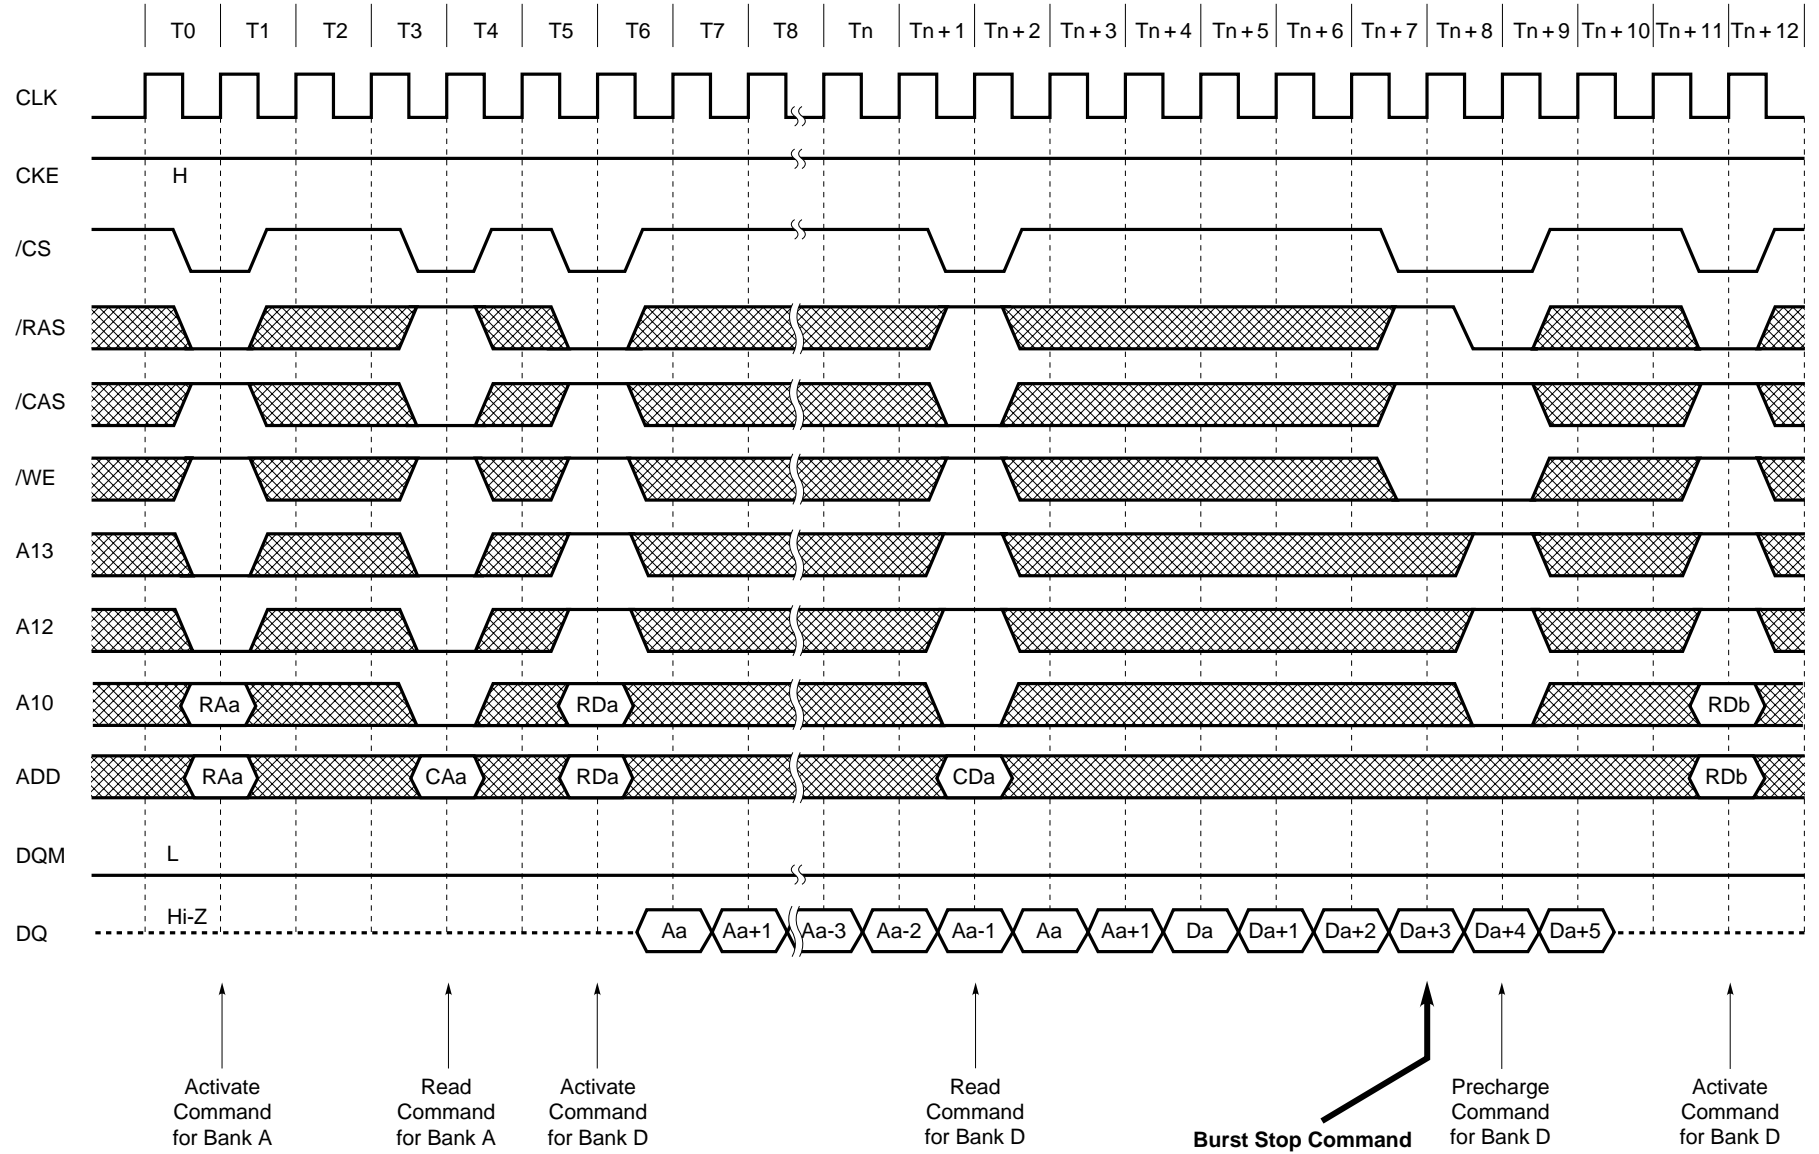 T0 T1 T2 T3 T4 T5 T6 T7 T8 Tn Tn + 1 Tn + 2 Tn + 3 Tn + 4 Tn + 5 Tn + 6 Tn + 7 Tn + 8 Tn + 9 Tn + 10 Tn + 11 Tn + 12
CLK
CKE H
/CS
/RAS
/CAS
/WE
A13
A12
A10 RAa RDa RDb
ADD RAa CAa RDa CDa RDb
DQM L
Hi-Z
DQ Aa Aa+1 Aa-3 Aa-2 Aa-1 Aa Aa+1 Da Da+1 Da+2 Da+3 Da+4 Da+5
Activate
Command
for Bank A
Read
Command
for Bank A
Activate
Command
for Bank D
Read
Command
for Bank D
Burst Stop Command
Precharge
Command
for Bank D
Activate
Command
for Bank D